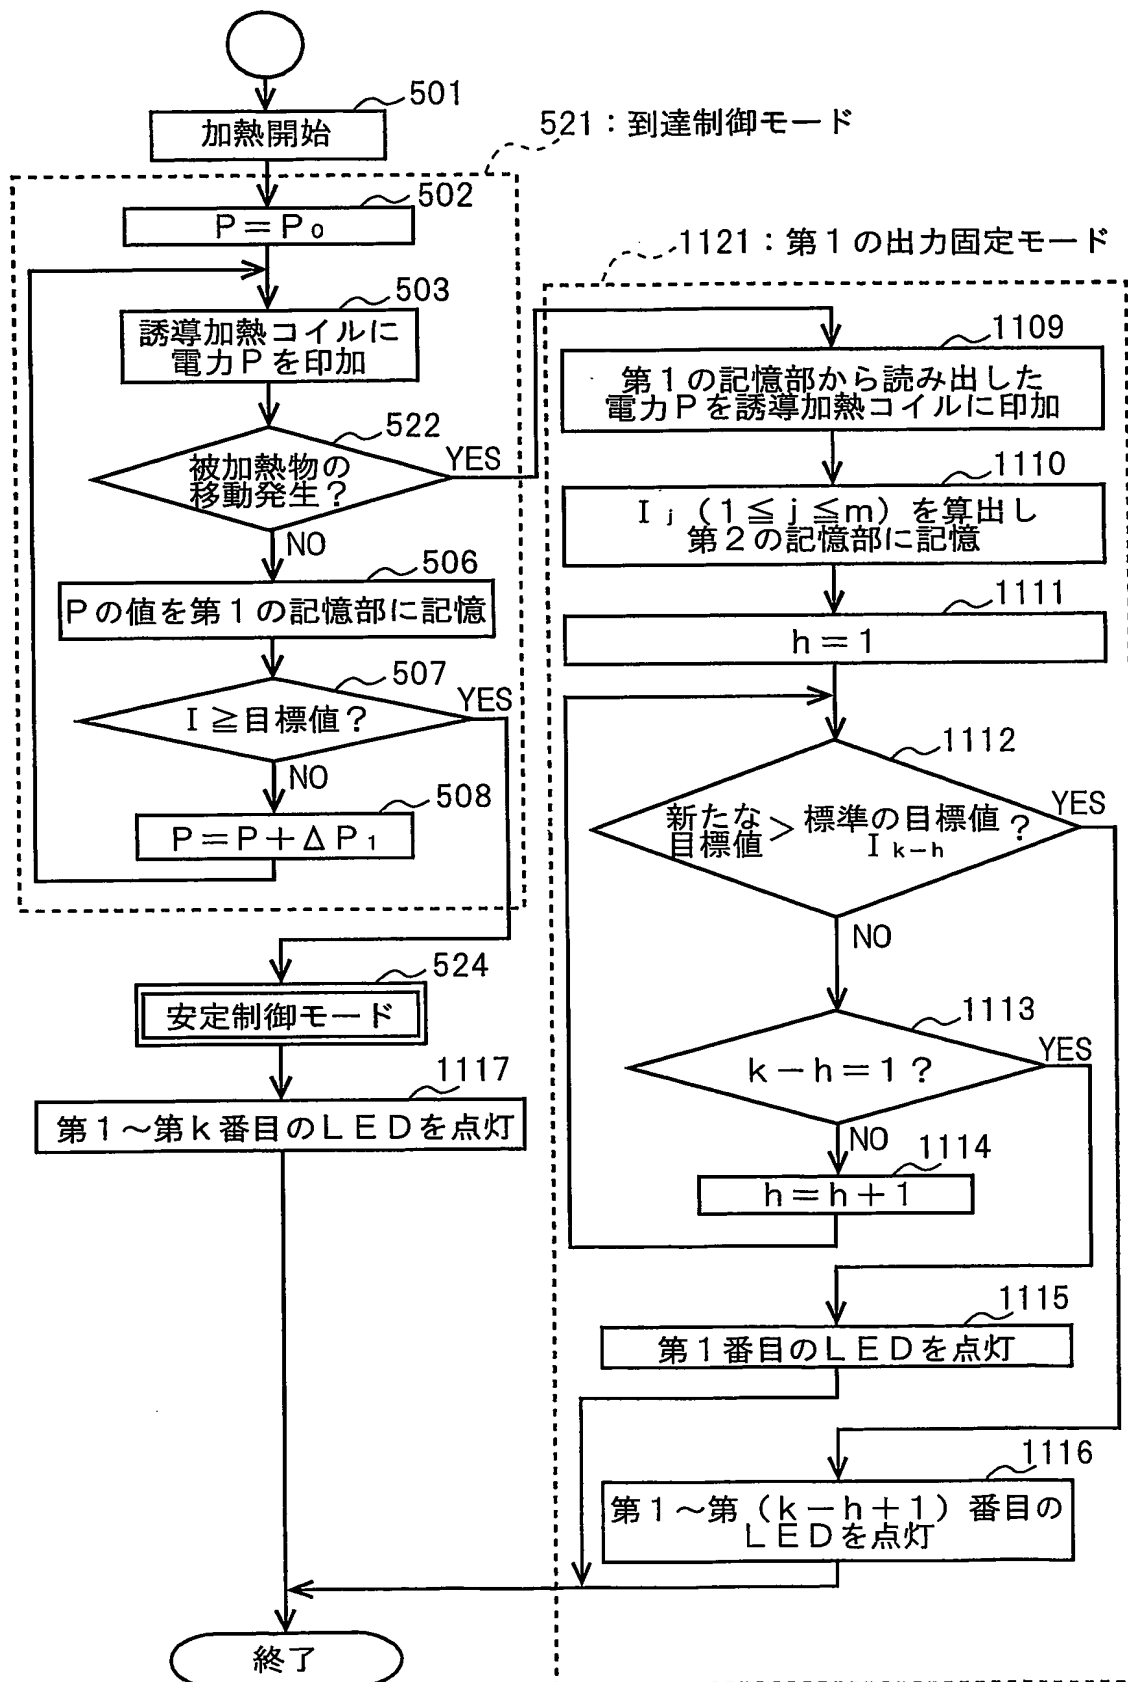 501
加熱開始
521：到達制御モード
502
Ｐ＝Ｐ₀
503
誘導加熱コイルに
電力Ｐを印加
522
被加熱物の
移動発生？
YES
NO
506
Ｐの値を第１の記憶部に記憶
507
Ｉ≧目標値？
YES
NO
508
Ｐ＝Ｐ＋ΔＰ₁
524
安定制御モード
1117
第１～第ｋ番目のＬＥＤを点灯
終了
1121：第１の出力固定モード
1109
第１の記憶部から読み出した
電力Ｐを誘導加熱コイルに印加
1110
Ｉⱼ（１≦ｊ≦ｍ）を算出し
第２の記憶部に記憶
1111
ｈ＝１
1112
新たな目標値＞標準の目標値Ｉₖ₋ₕ？
YES
NO
1113
ｋ－ｈ＝１？
YES
NO
1114
ｈ＝ｈ＋１
1115
第１番目のＬＥＤを点灯
1116
第１～第（ｋ－ｈ＋１）番目の
ＬＥＤを点灯